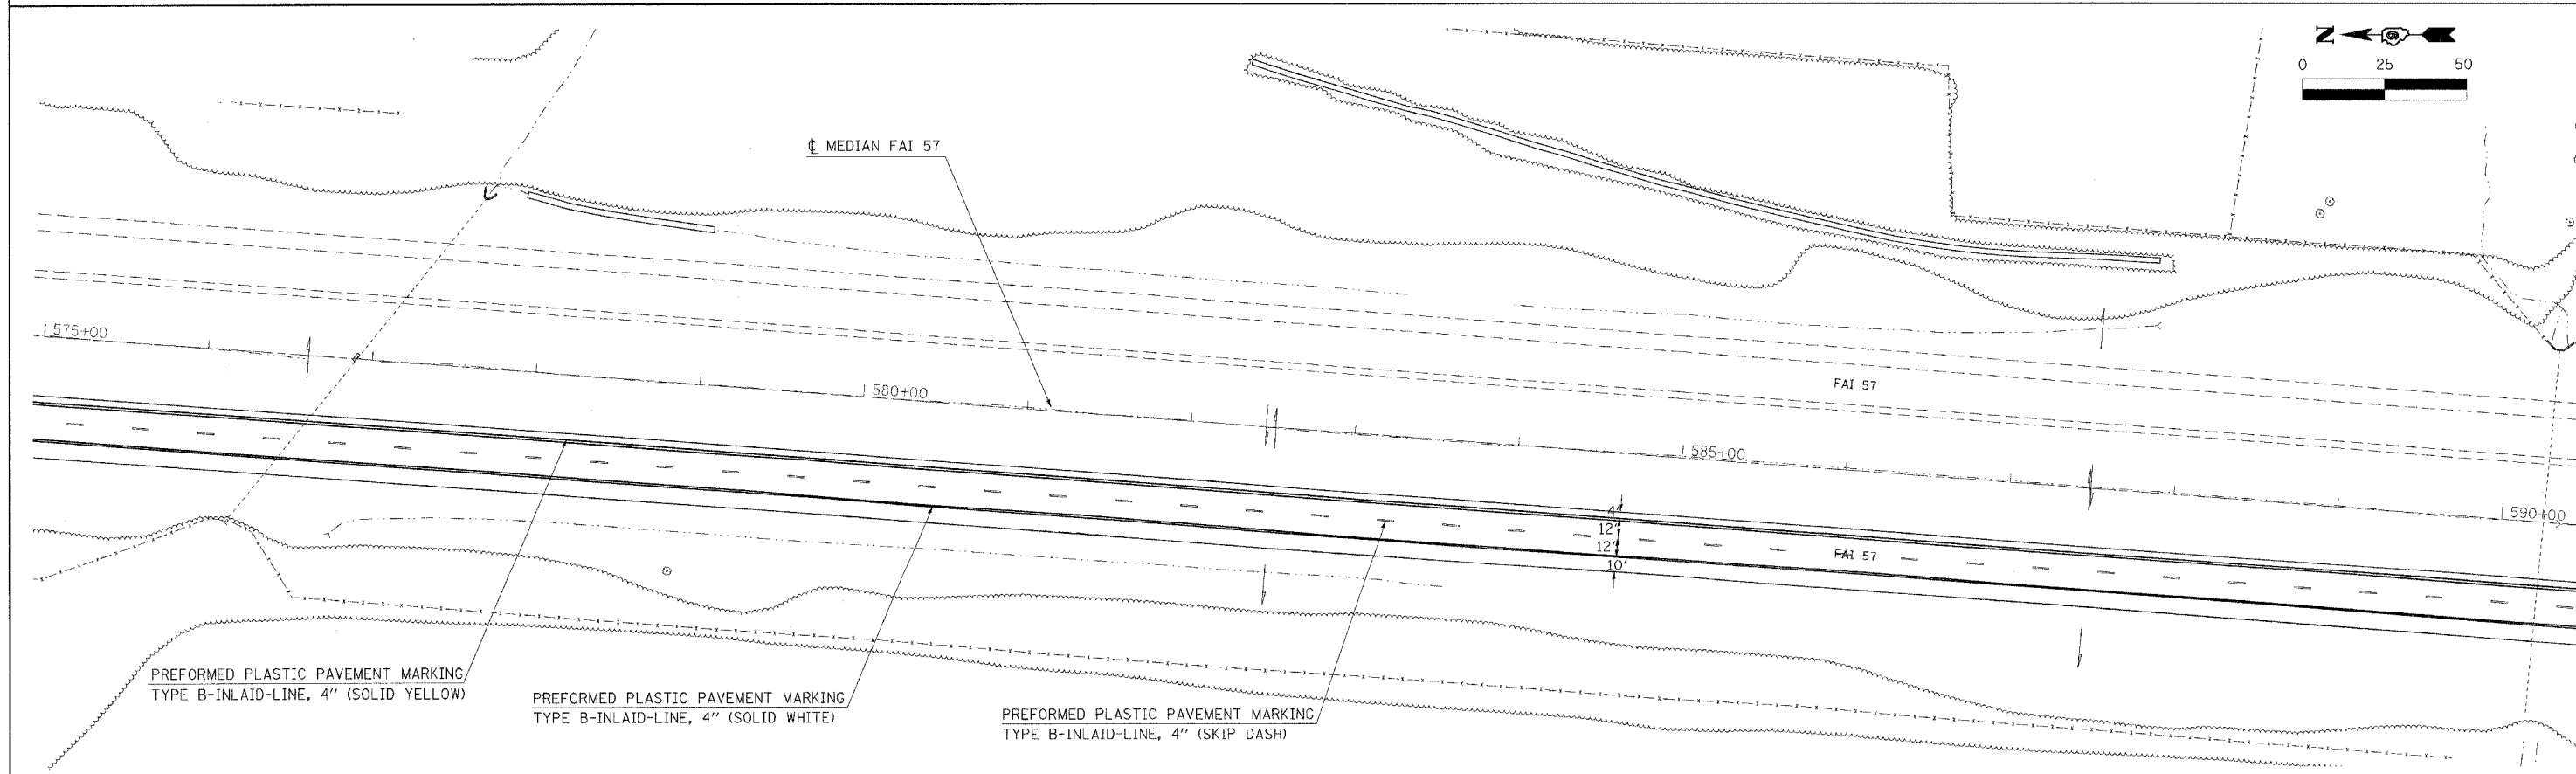 N
0 25 50
℄ MEDIAN FAI 57
575+00
580+00
FAI 57
585+00
590+00
4'
12'
12'
10'
FAI 57
PREFORMED PLASTIC PAVEMENT MARKING
TYPE B-INLAID-LINE, 4" (SOLID YELLOW)
PREFORMED PLASTIC PAVEMENT MARKING
TYPE B-INLAID-LINE, 4" (SOLID WHITE)
PREFORMED PLASTIC PAVEMENT MARKING
TYPE B-INLAID-LINE, 4" (SKIP DASH)